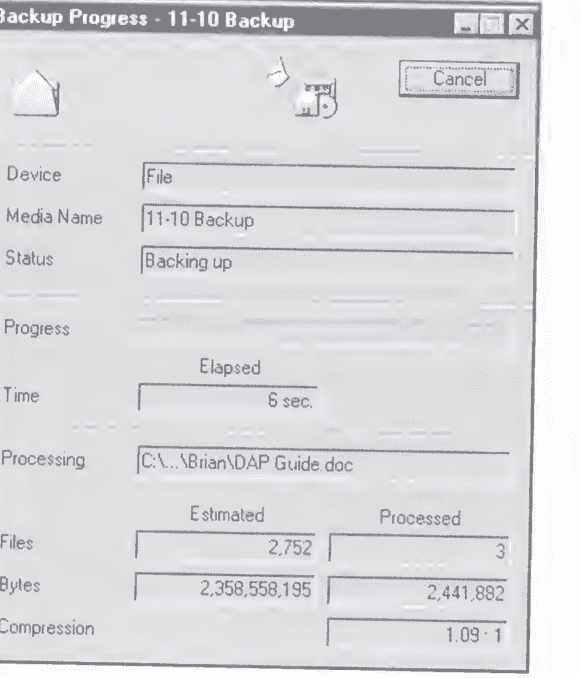 Backup Progress - 11-10 Backup
Cancel
Device File
Media Name 11-10 Backup
Status Backing up
Progress
Elapsed
Time 6 sec.
Processing C:\...\Brian\DAP Guide.doc
Estimated Processed
Files 2,752 3
Bytes 2,358,558,195 2,441,882
Compression 1.09 : 1